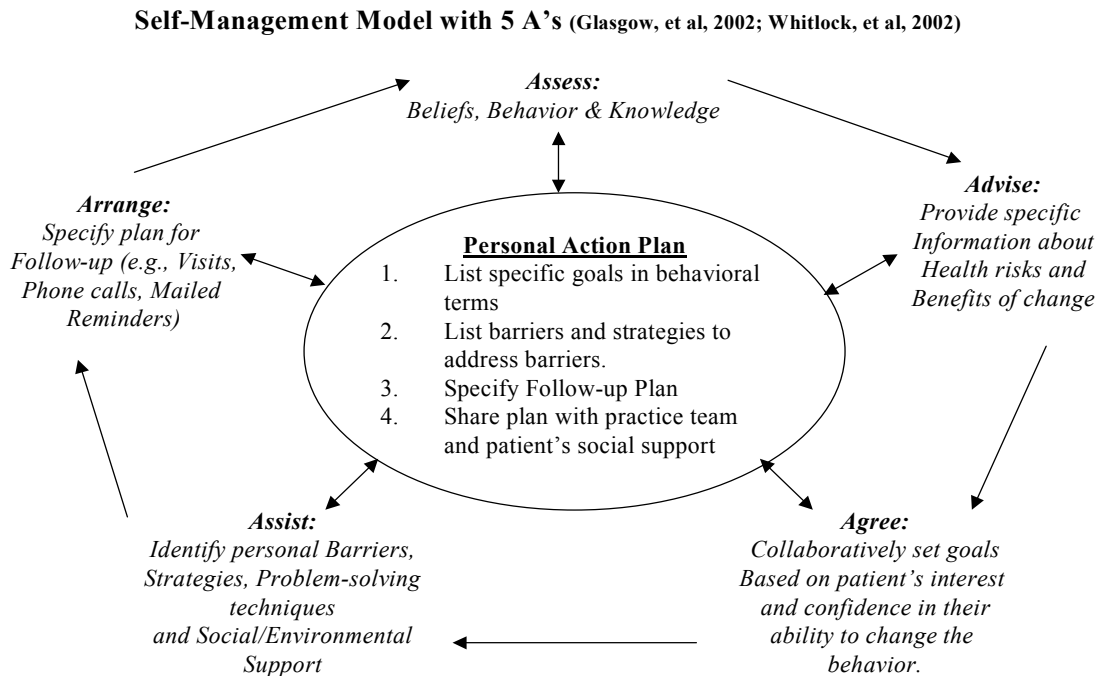 Self-Management Model with 5 A’s (Glasgow, et al, 2002; Whitlock, et al, 2002)
Assess:
Beliefs, Behavior & Knowledge
Advise:
Provide specific
Information about
Health risks and
Benefits of change
Agree:
Collaboratively set goals
Based on patient’s interest
and confidence in their
ability to change the
behavior.
Assist:
Identify personal Barriers,
Strategies, Problem-solving
techniques
and Social/Environmental
Support
Arrange:
Specify plan for
Follow-up (e.g., Visits,
Phone calls, Mailed
Reminders)
Personal Action Plan
1. List specific goals in behavioral
terms
2. List barriers and strategies to
address barriers.
3. Specify Follow-up Plan
4. Share plan with practice team
and patient’s social support